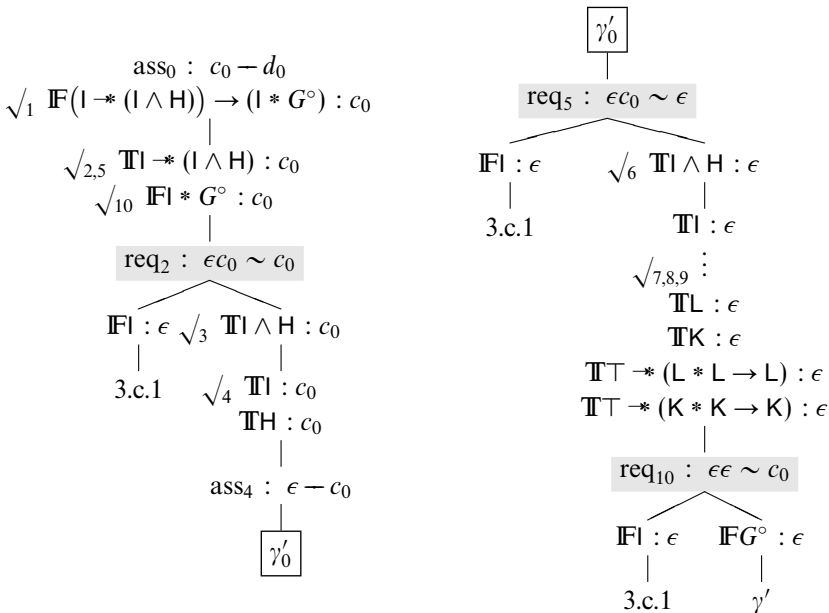 ass₀ : c₀ − d₀
√₁ 𝔽(I −∗ (I ∧ H)) → (I ∗ G°) : c₀
√₂,₅ 𝕋I −∗ (I ∧ H) : c₀
√₁₀ 𝔽I ∗ G° : c₀
req₂ : ϵc₀ ∼ c₀
𝔽I : ϵ √₃ 𝕋I ∧ H : c₀
3.c.1
√₄ 𝕋I : c₀
𝕋H : c₀
ass₄ : ϵ − c₀
γ′₀
γ′₀
req₅ : ϵc₀ ∼ ϵ
𝔽I : ϵ √₆ 𝕋I ∧ H : ϵ
3.c.1
𝕋I : ϵ
√₇,₈,₉ ⋮
𝕋L : ϵ
𝕋K : ϵ
𝕋⊤ −∗ (L ∗ L → L) : ϵ
𝕋⊤ −∗ (K ∗ K → K) : ϵ
req₁₀ : ϵϵ ∼ c₀
𝔽I : ϵ 𝔽G° : ϵ
3.c.1 γ′